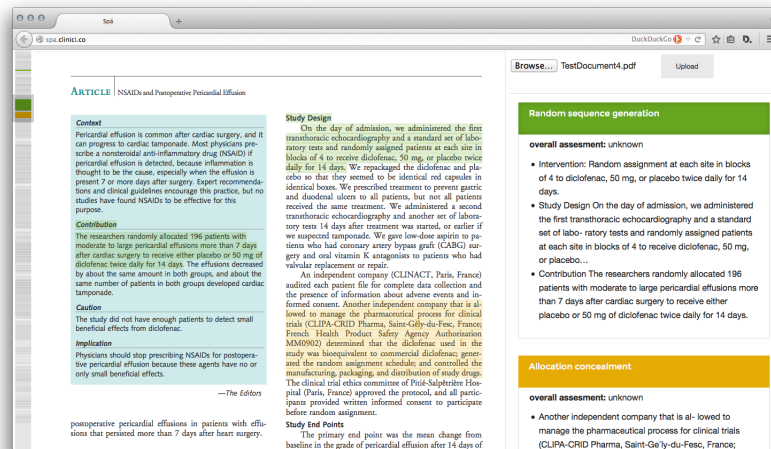 Spá
+
spa.clinici.co
DuckDuckGo
ARTICLE | NSAIDs and Postoperative Pericardial Effusion
Context
Pericardial effusion is common after cardiac surgery, and it
can progress to cardiac tamponade. Most physicians pre-
scribe a nonsteroidal anti-inflammatory drug (NSAID) if
pericardial effusion is detected, because inflammation is
thought to be the cause, especially when the effusion is
present 7 or more days after surgery. Expert recommenda-
tions and clinical guidelines encourage this practice, but no
studies have found NSAIDs to be effective for this
purpose.
Contribution
The researchers randomly allocated 196 patients with
moderate to large pericardial effusions more than 7 days
after cardiac surgery to receive either placebo or 50 mg of
diclofenac twice daily for 14 days. The effusions decreased
by about the same amount in both groups, and about the
same number of patients in both groups developed cardiac
tamponade.
Caution
The study did not have enough patients to detect small
beneficial effects from diclofenac.
Implication
Physicians should stop prescribing NSAIDs for postopera-
tive pericardial effusion because these agents have no or
only small beneficial effects.
—The Editors
postoperative pericardial effusions in patients with effu-
sions that persisted more than 7 days after heart surgery.
Study Design
On the day of admission, we administered the first
transthoracic echocardiography and a standard set of labo-
ratory tests and randomly assigned patients at each site in
blocks of 4 to receive diclofenac, 50 mg, or placebo twice
daily for 14 days. We repackaged the diclofenac and pla-
cebo so that they seemed to be identical red capsules in
identical boxes. We prescribed treatment to prevent gastric
and duodenal ulcers to all patients, but not all patients
received the same treatment. We administered a second
transthoracic echocardiography and another set of labora-
tory tests 14 days after treatment was started, or earlier if
we suspected tamponade. We gave low-dose aspirin to pa-
tients who had coronary artery bypass graft (CABG) sur-
gery and oral vitamin K antagonists to patients who had
valvular replacement or repair.
An independent company (CLINACT, Paris, France)
audited each patient file for complete data collection and
the presence of information about adverse events and in-
formed consent. Another independent company that is al-
lowed to manage the pharmaceutical process for clinical
trials (CLIPA-CRID Pharma, Saint-Gély-du-Fesc, France;
French Health Product Safety Agency Authorization
MM0902) determined that the diclofenac used in the
study was bioequivalent to commercial diclofenac; gener-
ated the random assignment schedule; and controlled the
manufacturing, packaging, and distribution of study drugs.
The clinical trial ethics committee of Pitié-Salpêtrière Hos-
pital (Paris, France) approved the protocol, and all partic-
ipants provided written informed consent to participate
before random assignment.
Study End Points
The primary end point was the mean change from
baseline in the grade of pericardial effusion after 14 days of
Browse... TestDocument4.pdf Upload
Random sequence generation
overall assesment: unknown
• Intervention: Random assignment at each site in blocks
of 4 to diclofenac, 50 mg, or placebo twice daily for 14
days.
• Study Design On the day of admission, we administered
the first transthoracic echocardiography and a standard
set of labo- ratory tests and randomly assigned patients
at each site in blocks of 4 to receive diclofenac, 50 mg,
or placebo…
• Contribution The researchers randomly allocated 196
patients with moderate to large pericardial effusions more
than 7 days after cardiac surgery to receive either
placebo or 50 mg of diclofenac twice daily for 14 days.
Allocation concealment
overall assesment: unknown
• Another independent company that is al- lowed to
manage the pharmaceutical process for clinical trials
(CLIPA-CRID Pharma, Saint-Ge´ly-du-Fesc, France;